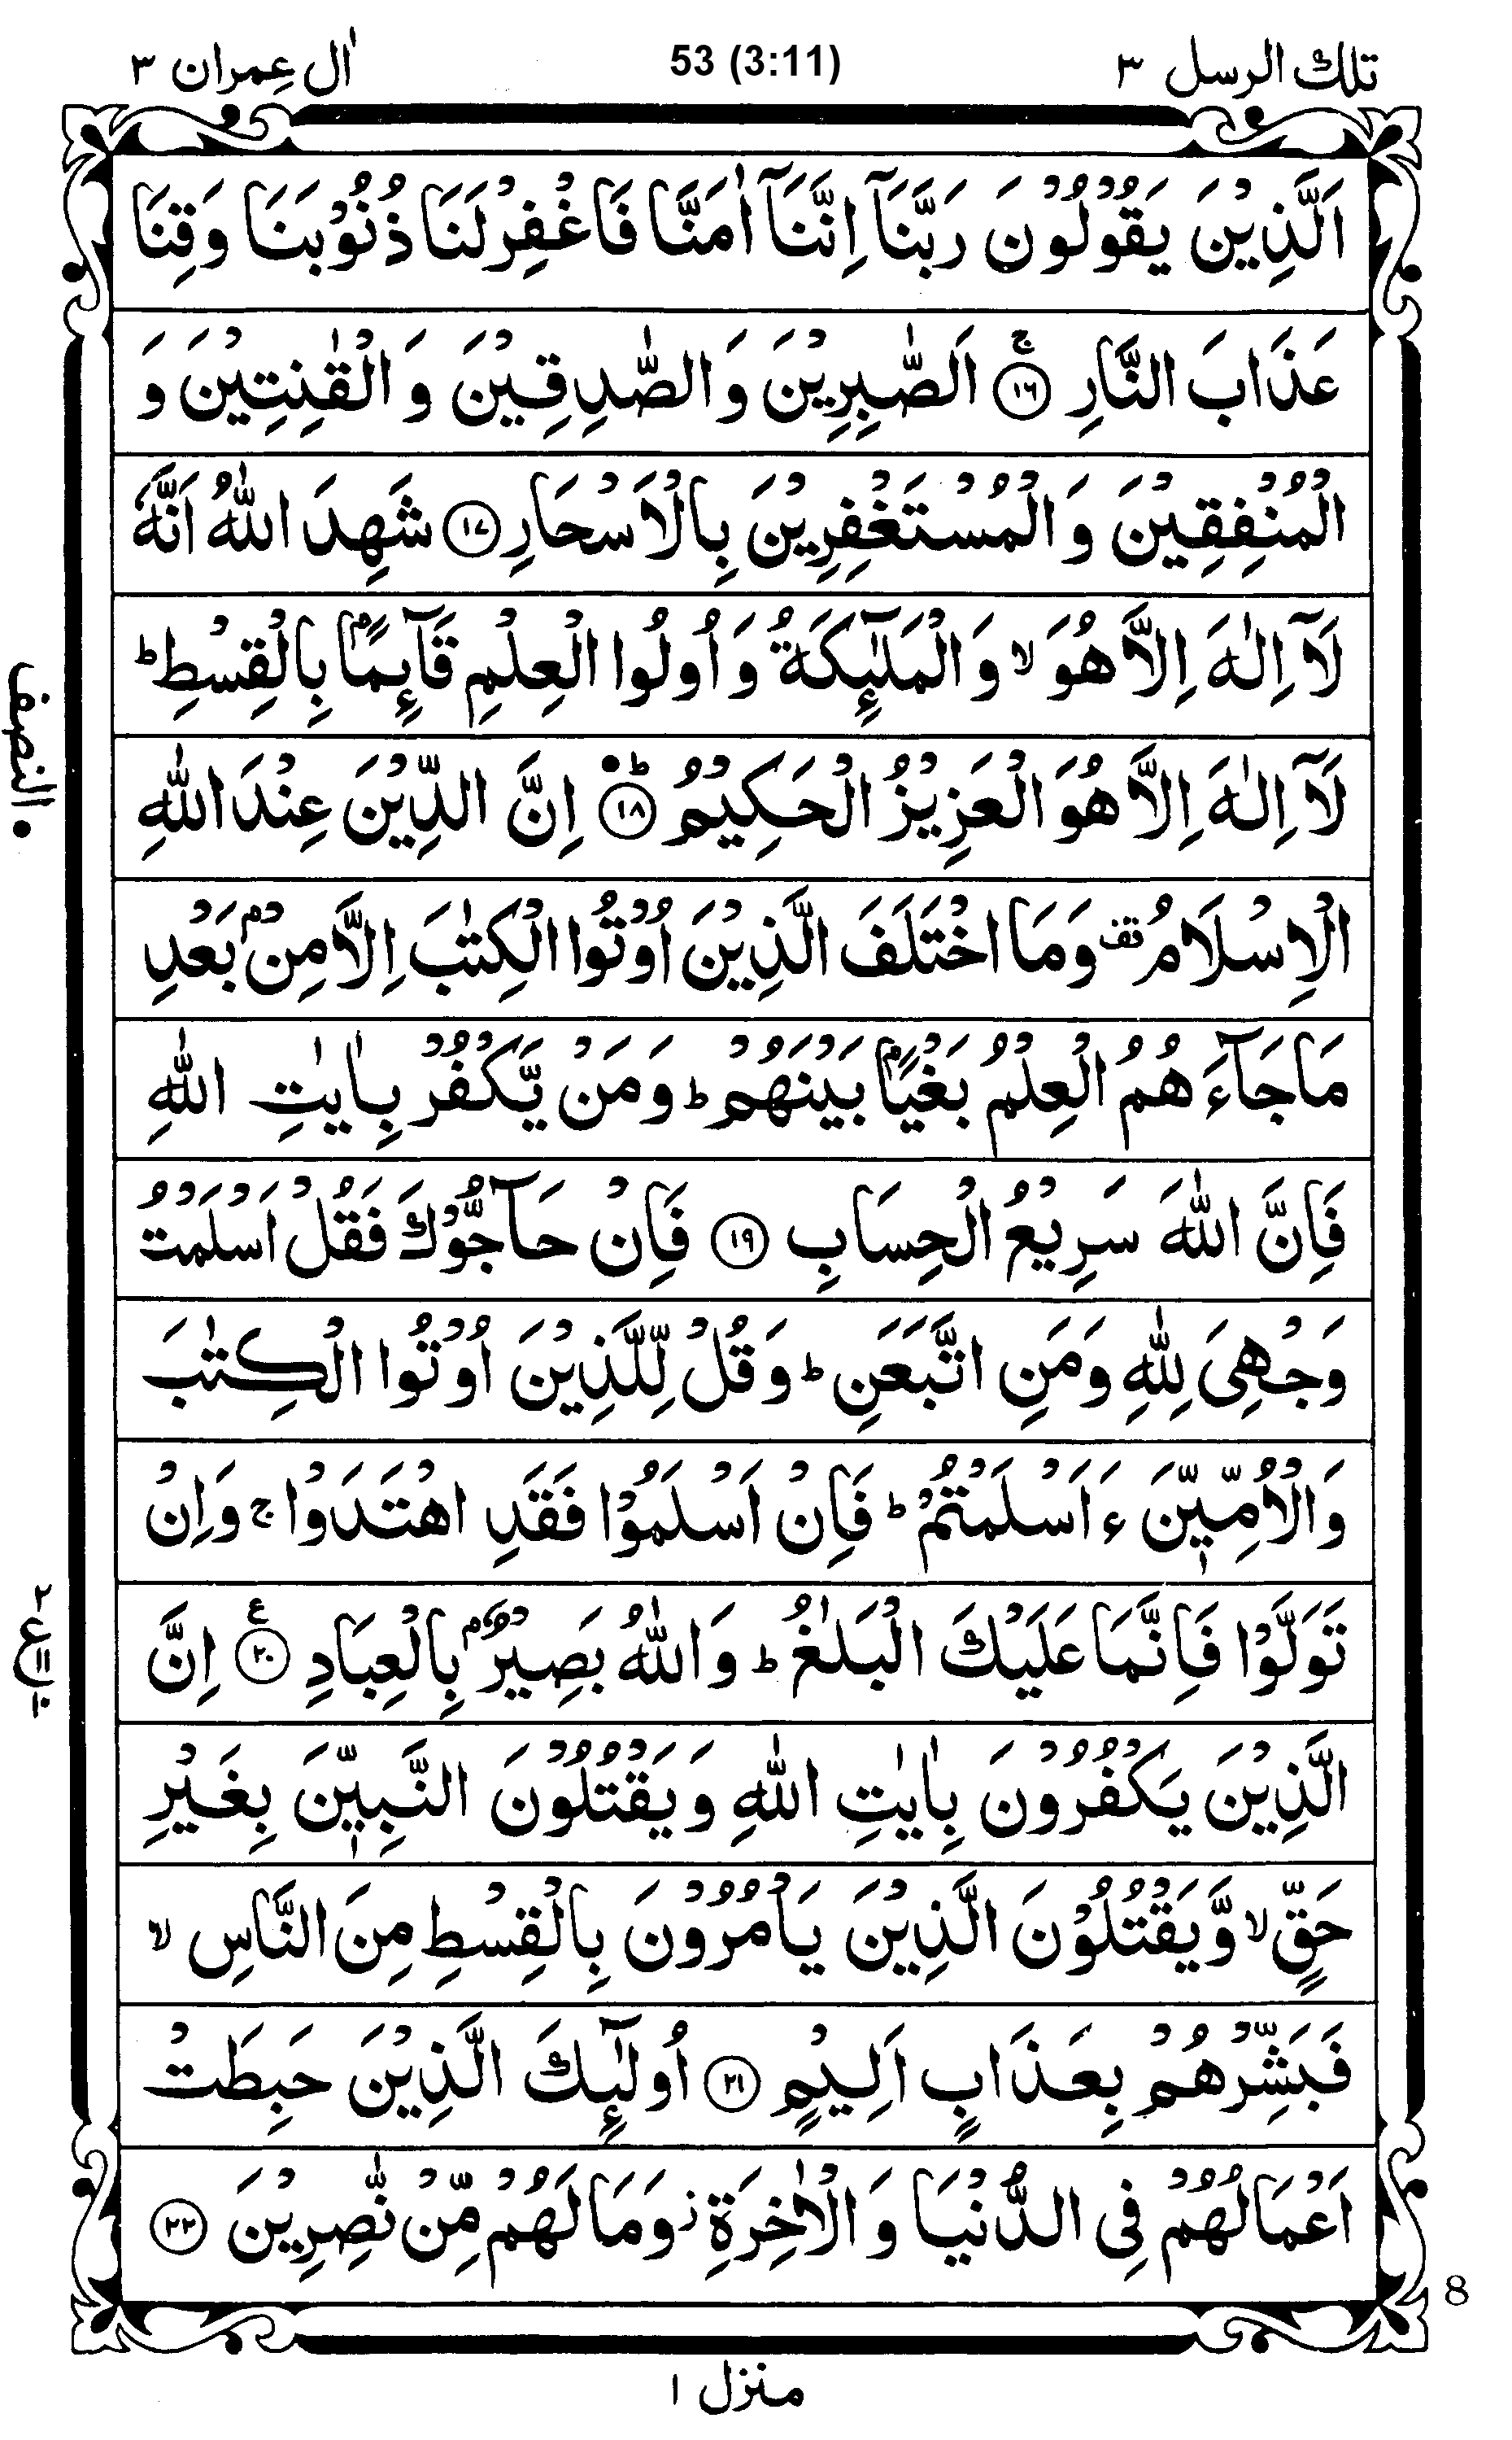 تلك الرسل ٣
53 (3:11)
اٰل عِمران ٣
اَلَّذِيْنَ يَقُوْلُوْنَ رَبَّنَاۤ اِنَّنَاۤ اٰمَنَّا فَاغْفِرْلَنَا ذُنُوْبَنَا وَقِنَا
عَذَابَ النَّارِ ۚ‏ ﴿١٦﴾ اَلصّٰبِرِيْنَ وَالصّٰدِقِيْنَ وَالْقٰنِتِيْنَ وَ
الْمُنْفِقِيْنَ وَالْمُسْتَغْفِرِيْنَ بِالْاَسْحَارِ ﴿١٧﴾ شَهِدَ اللّٰهُ اَنَّهٗ
لَاۤ اِلٰهَ اِلَّا هُوَ ۙ وَالْمَلٰٓئِكَةُ وَاُولُوا الْعِلْمِ قَآئِمًاۢ بِالْقِسْطِ ؕ
لَاۤ اِلٰهَ اِلَّا هُوَ الْعَزِيْزُ الْحَكِيْمُ ؕ ﴿١٨﴾ اِنَّ الدِّيْنَ عِنْدَ اللّٰهِ
الْاِسْلَامُ قف وَمَا اخْتَلَفَ الَّذِيْنَ اُوْتُوا الْكِتٰبَ اِلَّا مِنْۢ بَعْدِ
مَا جَآءَ هُمُ الْعِلْمُ بَغْيًاۢ بَيْنَهُمْ ؕ وَمَنْ يَّكْفُرْ بِاٰيٰتِ اللّٰهِ
فَاِنَّ اللّٰهَ سَرِيْعُ الْحِسَابِ ﴿١٩﴾ فَاِنْ حَآجُّوْكَ فَقُلْ اَسْلَمْتُ
وَجْهِىَ لِلّٰهِ وَمَنِ اتَّبَعَنِ ؕ وَقُلْ لِّلَّذِيْنَ اُوْتُوا الْكِتٰبَ
وَالْاُمِّيّٖنَ ءَاَسْلَمْتُمْ ؕ فَاِنْ اَسْلَمُوْا فَقَدِ اهْتَدَوْا ۚ وَاِنْ
تَوَلَّوْا فَاِنَّمَا عَلَيْكَ الْبَلٰغُ ؕ وَاللّٰهُ بَصِيْرٌۢ بِالْعِبَادِ ﴿٢٠﴾ اِنَّ
الَّذِيْنَ يَكْفُرُوْنَ بِاٰيٰتِ اللّٰهِ وَيَقْتُلُوْنَ النَّبِيّٖنَ بِغَيْرِ
حَقٍّ ۙ وَّيَقْتُلُوْنَ الَّذِيْنَ يَاْمُرُوْنَ بِالْقِسْطِ مِنَ النَّاسِ ۙ
فَبَشِّرْهُمْ بِعَذَابٍ اَلِيْمٍ ﴿٢١﴾ اُولٰٓئِكَ الَّذِيْنَ حَبِطَتْ
اَعْمَالُهُمْ فِى الدُّنْيَا وَالْاٰخِرَةِ ز وَمَا لَهُمْ مِّنْ نّٰصِرِيْنَ ﴿٢٢﴾
النصف
٢ ع ١١ ١٠
8
منزل ١